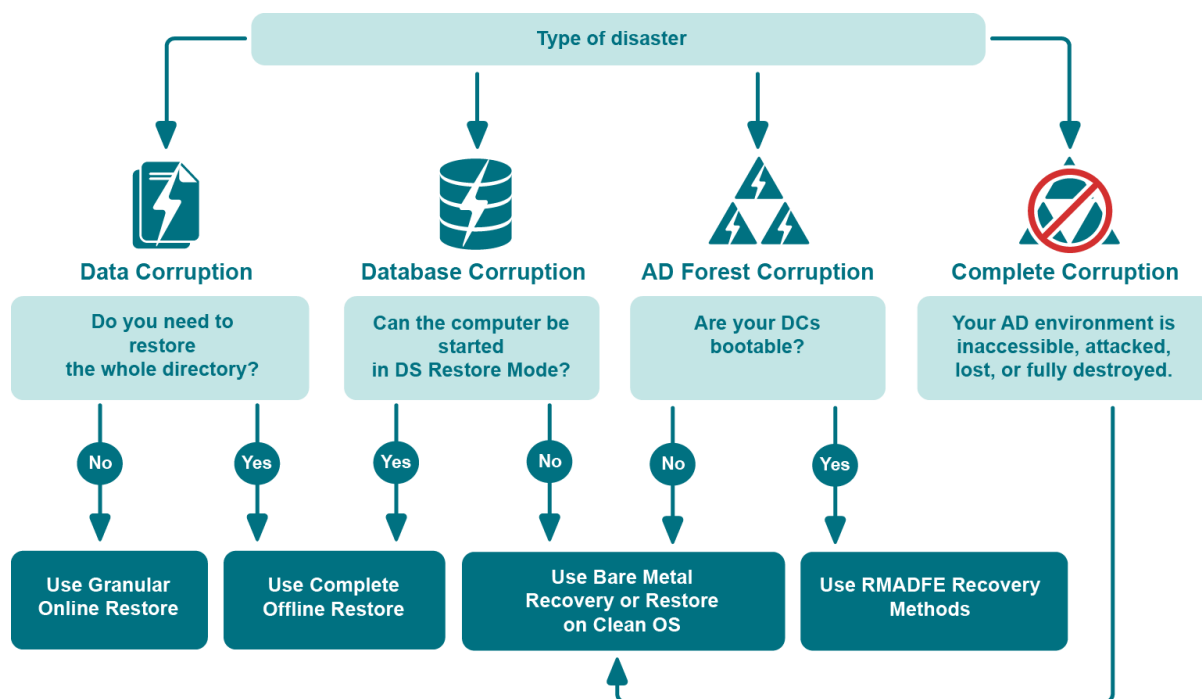 Type of disaster
Data Corruption
Database Corruption
AD Forest Corruption
Complete Corruption
Do you need to
restore
the whole directory?
Can the computer be
started
in DS Restore Mode?
Are your DCs
bootable?
Your AD environment is
inaccessible, attacked,
lost, or fully destroyed.
No
Yes
Yes
No
No
Yes
Use Granular
Online Restore
Use Complete
Offline Restore
Use Bare Metal
Recovery or Restore
on Clean OS
Use RMADFE Recovery
Methods